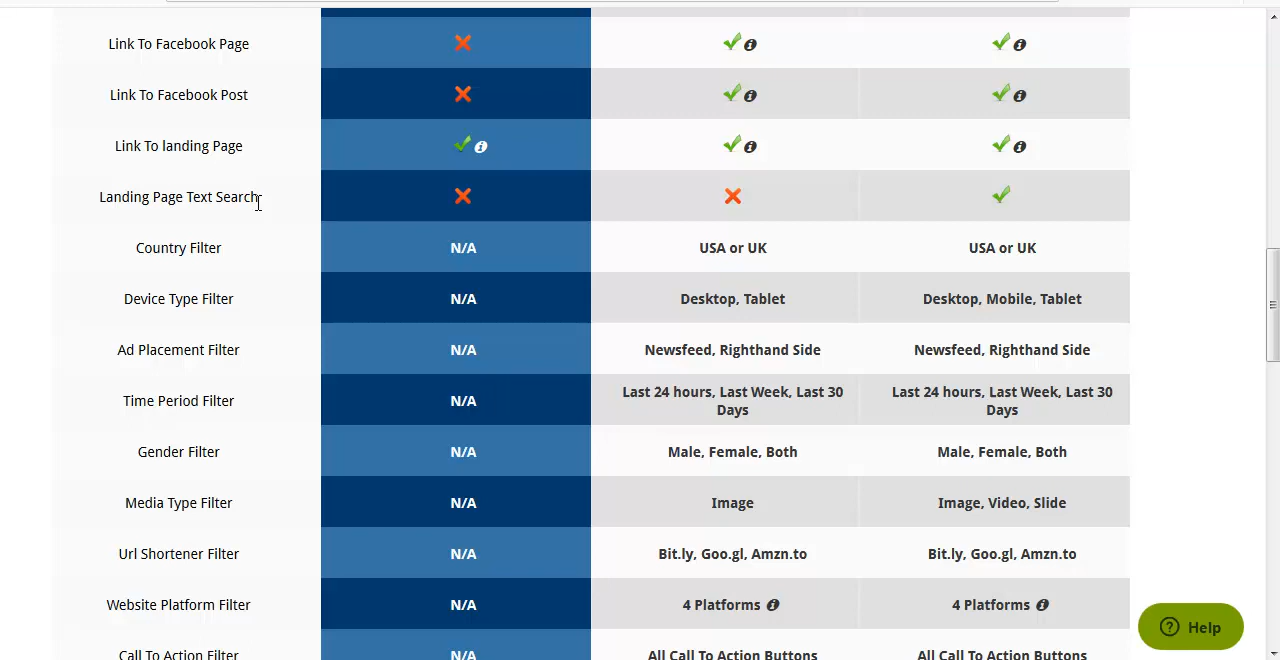 Link To Facebook Page
Link To Facebook Post
Link To landing Page
Landing Page Text Search
Country Filter N/A USA or UK USA or UK
Device Type Filter N/A Desktop, Tablet Desktop, Mobile, Tablet
Ad Placement Filter N/A Newsfeed, Righthand Side Newsfeed, Righthand Side
Time Period Filter N/A Last 24 hours, Last Week, Last 30 Days Last 24 hours, Last Week, Last 30 Days
Gender Filter N/A Male, Female, Both Male, Female, Both
Media Type Filter N/A Image Image, Video, Slide
Url Shortener Filter N/A Bit.ly, Goo.gl, Amzn.to Bit.ly, Goo.gl, Amzn.to
Website Platform Filter N/A 4 Platforms 4 Platforms
Call To Action Filter N/A All Call To Action Buttons All Call To Action Buttons
Help